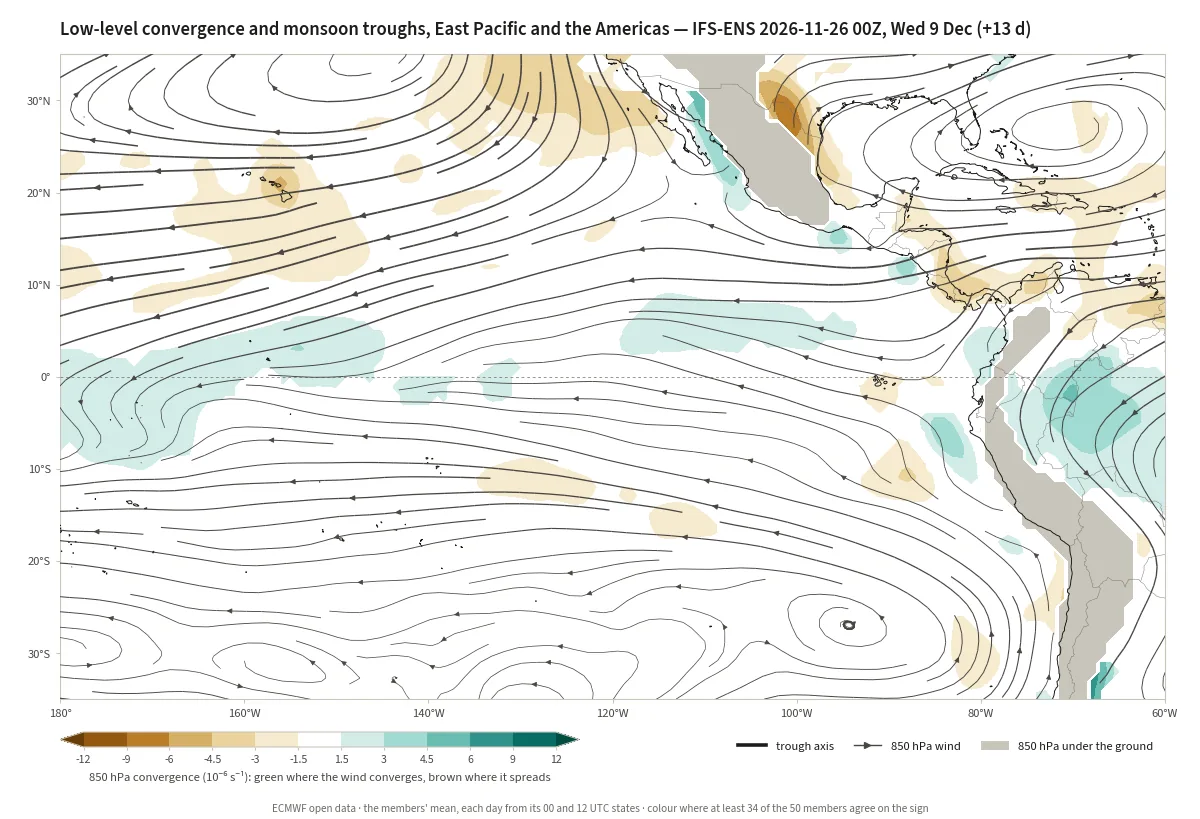 Low-level convergence and monsoon troughs, East Pacific and the Americas — IFS-ENS 2026-11-26 00Z, Wed 9 Dec (+13 d)
30°N
20°N
10°N
0°
10°S
20°S
30°S
180° 160°W 140°W 120°W 100°W 80°W 60°W
-12 -9 -6 -4.5 -3 -1.5 1.5 3 4.5 6 9 12
850 hPa convergence (10⁻⁶ s⁻¹): green where the wind converges, brown where it spreads
trough axis 850 hPa wind 850 hPa under the ground
ECMWF open data · the members' mean, each day from its 00 and 12 UTC states · colour where at least 34 of the 50 members agree on the sign